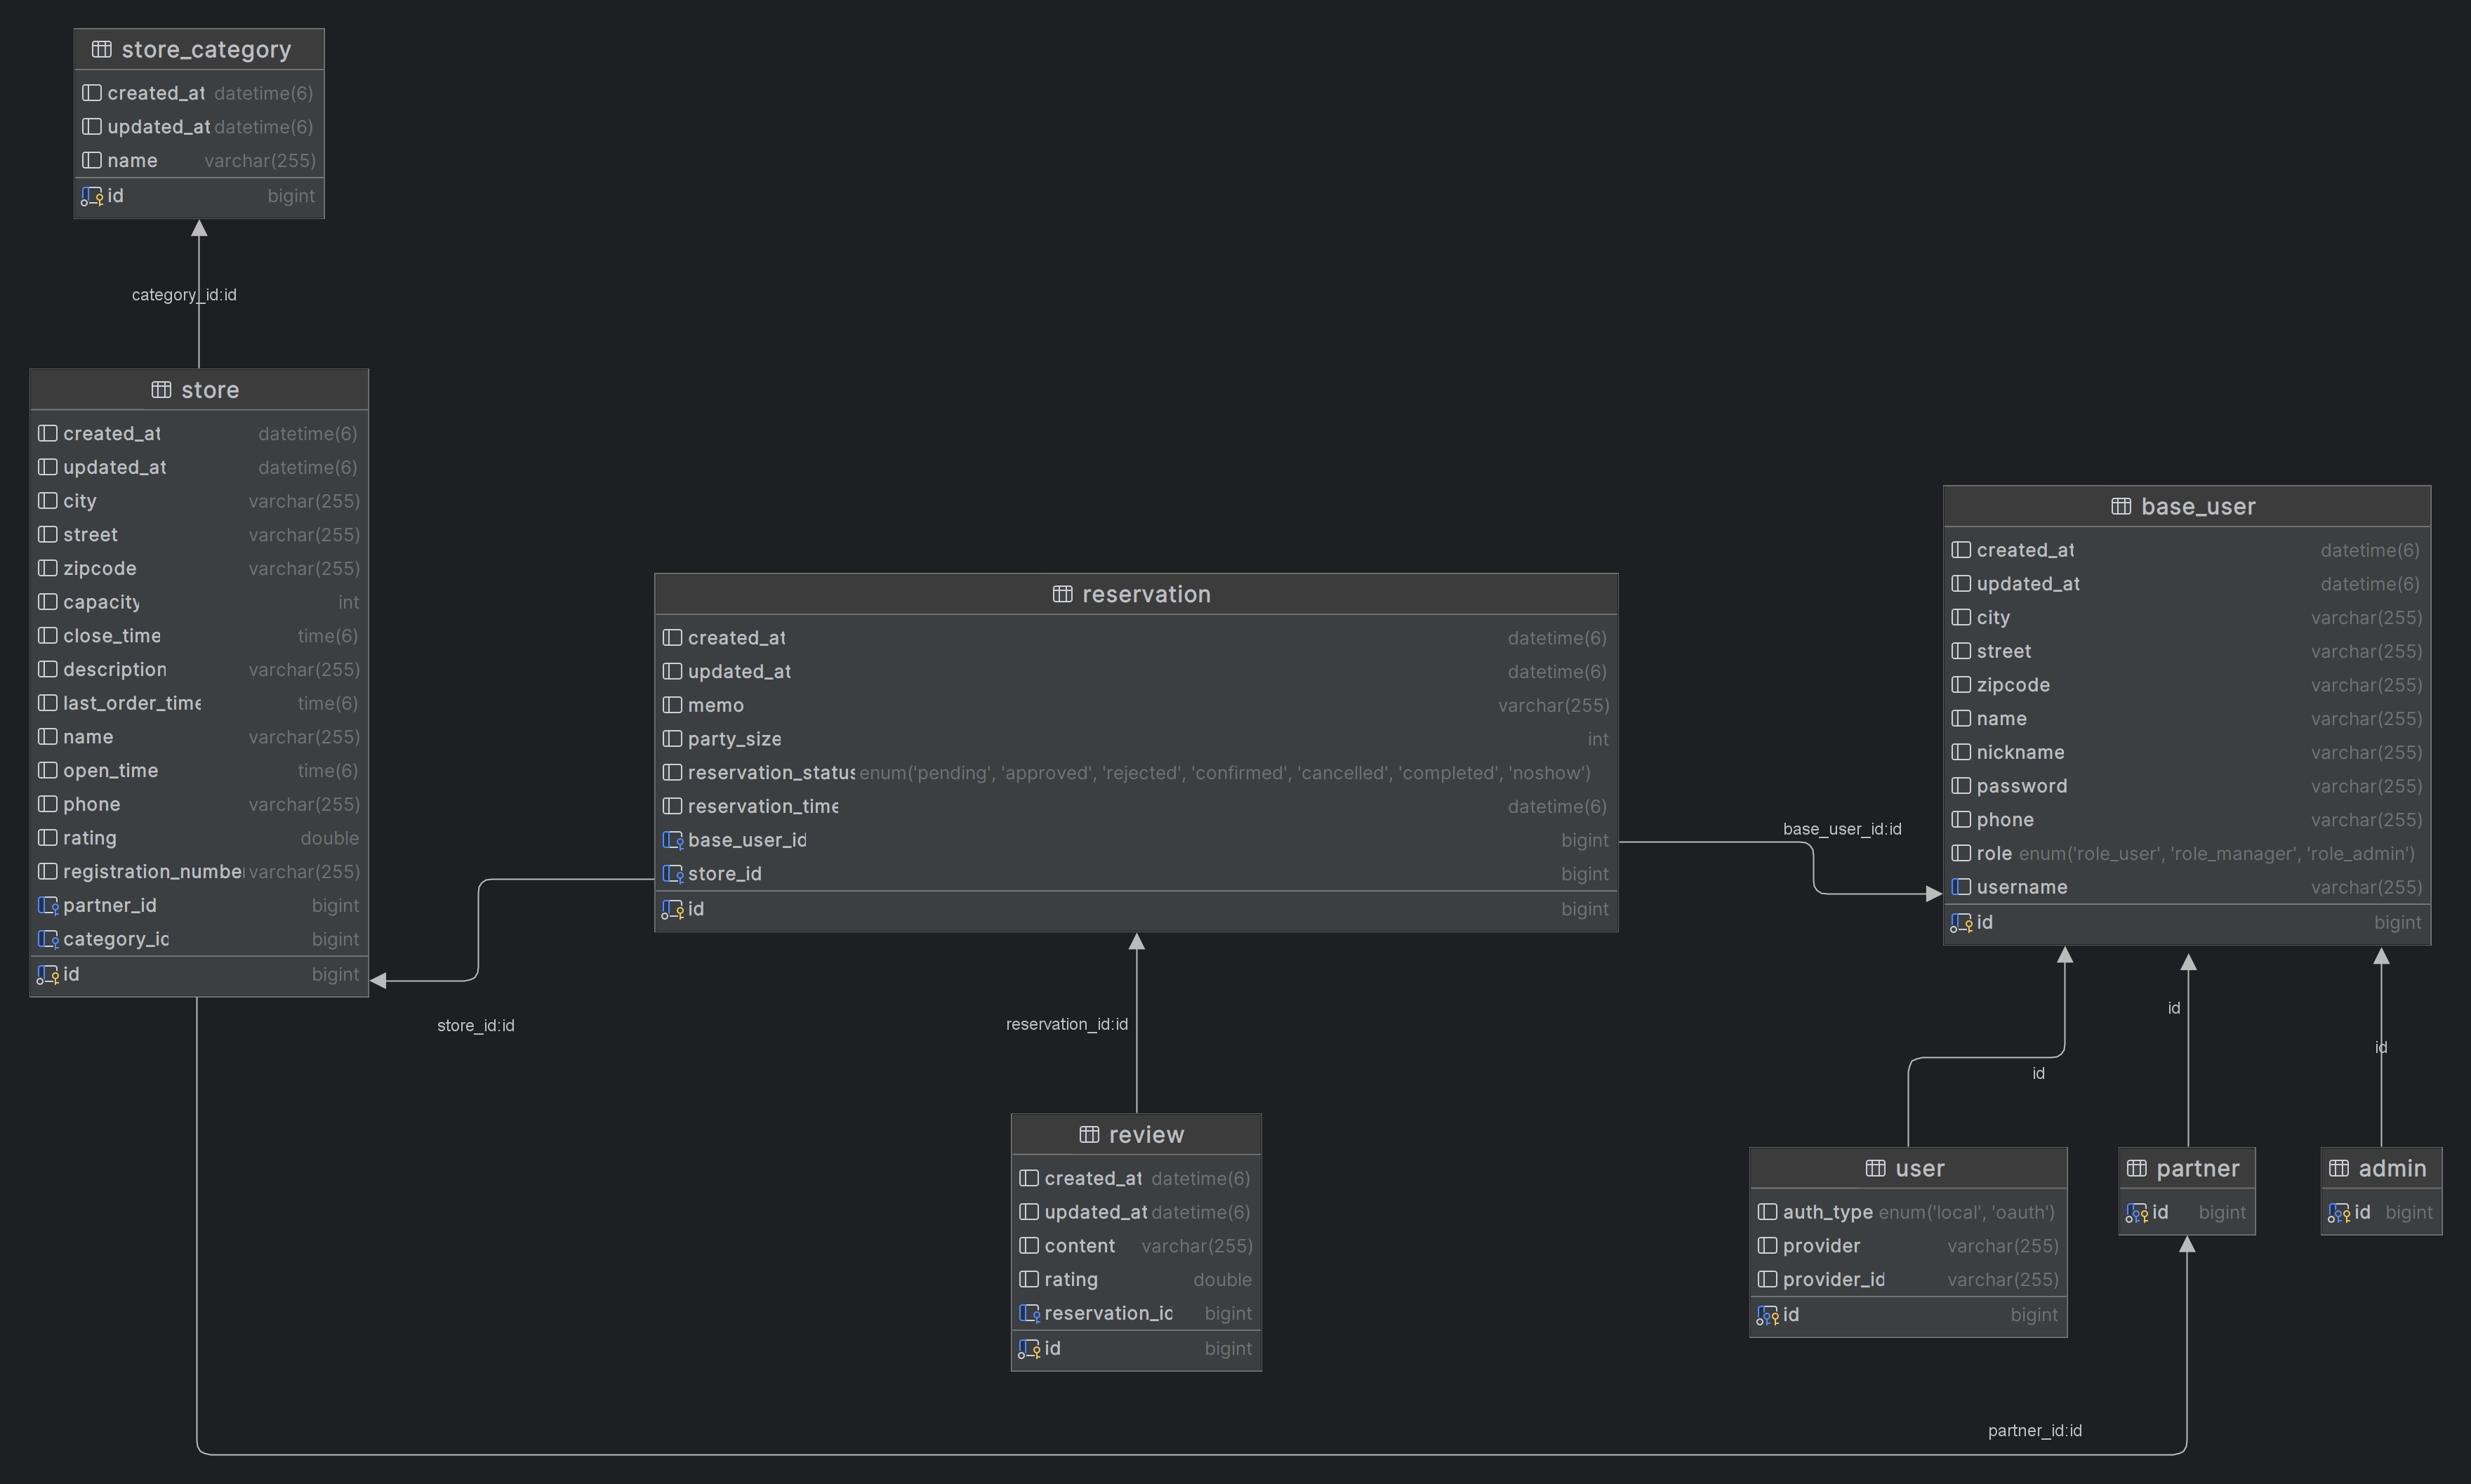 store_category
created_at datetime(6)
updated_at datetime(6)
name varchar(255)
id bigint
category_id:id
store
created_at datetime(6)
updated_at datetime(6)
city varchar(255)
street varchar(255)
zipcode varchar(255)
capacity int
close_time time(6)
description varchar(255)
last_order_time time(6)
name varchar(255)
open_time time(6)
phone varchar(255)
rating double
registration_numbe varchar(255)
partner_id bigint
category_id bigint
id bigint
store_id:id
reservation
created_at datetime(6)
updated_at datetime(6)
memo varchar(255)
party_size int
reservation_status enum('pending', 'approved', 'rejected', 'confirmed', 'cancelled', 'completed', 'noshow')
reservation_time datetime(6)
base_user_id bigint
store_id bigint
id bigint
base_user_id:id
base_user
created_at datetime(6)
updated_at datetime(6)
city varchar(255)
street varchar(255)
zipcode varchar(255)
name varchar(255)
nickname varchar(255)
password varchar(255)
phone varchar(255)
role enum('role_user', 'role_manager', 'role_admin')
username varchar(255)
id bigint
reservation_id:id
id
id
id
review
created_at datetime(6)
updated_at datetime(6)
content varchar(255)
rating double
reservation_id bigint
id bigint
user
auth_type enum('local', 'oauth')
provider varchar(255)
provider_id varchar(255)
id bigint
partner
id bigint
admin
id bigint
partner_id:id